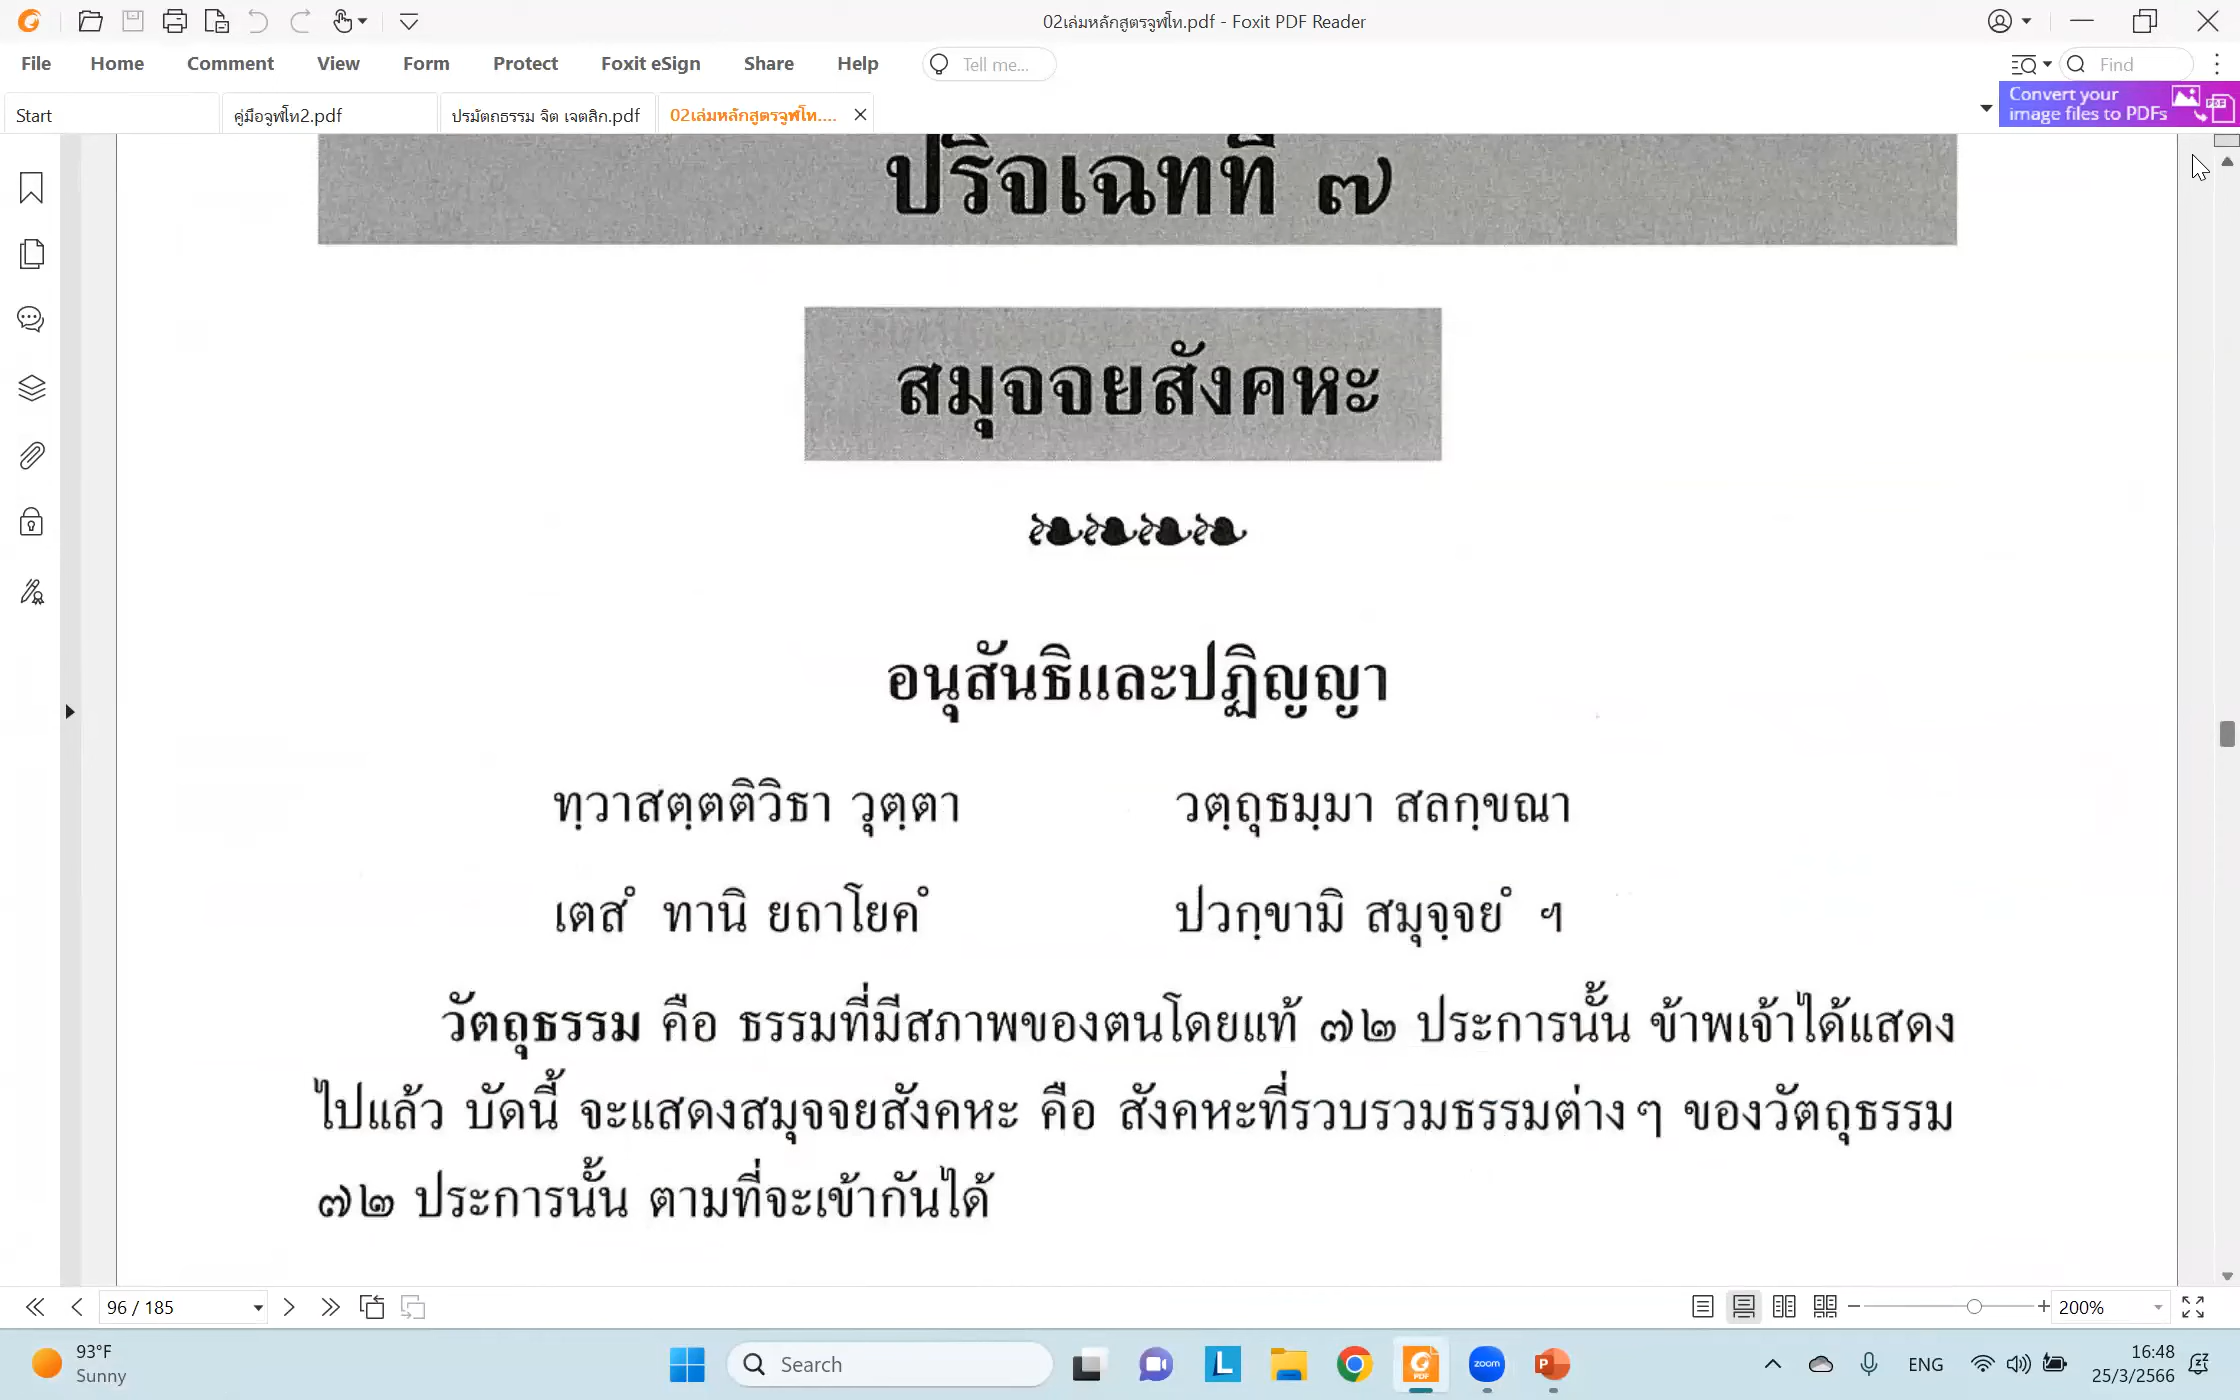 02เล่มหลักสูตรจูฬโท.pdf - Foxit PDF Reader
File Home Comment View Form Protect Foxit eSign Share Help Tell me... Find
Start คู่มือจูฬโท2.pdf ปรมัตถธรรม จิต เจตสิก.pdf 02เล่มหลักสูตรจูฬโท....
Convert your
image files to PDFs
ปริจเฉทที่ ๗
สมุจจยสังคหะ
อนุสันธิและปฏิญญา
ทฺวาสตฺตติวิธา วุตฺตา วตฺถุธมฺมา สลกฺขณา
เตสํ ทานิ ยถาโยคํ ปวกฺขามิ สมุจฺจยํ ฯ
วัตถุธรรม คือ ธรรมที่มีสภาพของตนโดยแท้ ๗๒ ประการนั้น ข้าพเจ้าได้แสดง
ไปแล้ว บัดนี้ จะแสดงสมุจจยสังคหะ คือ สังคหะที่รวบรวมธรรมต่างๆ ของวัตถุธรรม
๗๒ ประการนั้น ตามที่จะเข้ากันได้
96 / 185 200%
93°F
Sunny
Search
zoom
ENG
16:48
25/3/2566